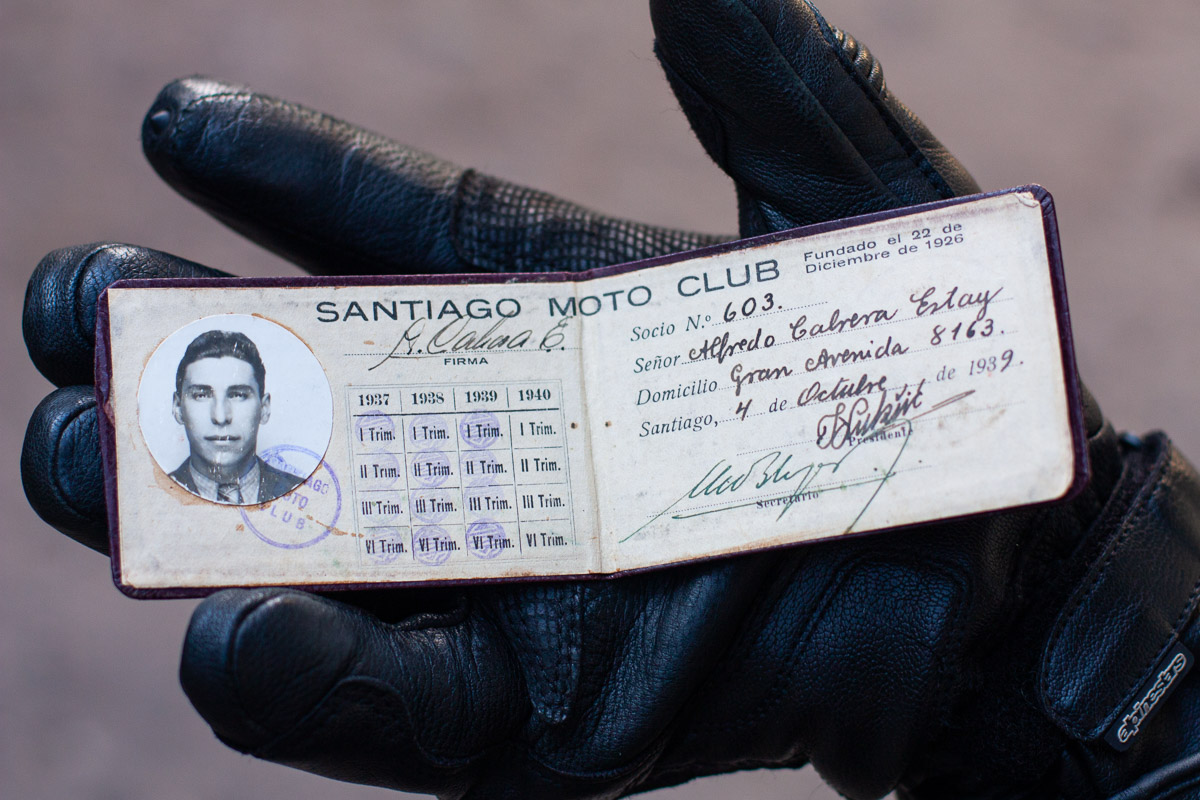 SANTIAGO MOTO CLUB
FIRMA
1937 1938 1939 1940
I Trim. I Trim. I Trim. I Trim.
II Trim. II Trim. II Trim. II Trim.
III Trim. III Trim. III Trim. III Trim.
VI Trim. VI Trim. VI Trim. VI Trim.
SANTIAGO
MOTO
CLUB
Fundado el 22 de
Diciembre de 1926
Socio N.º 603.
Señor Alfredo Cabrera Estay
Domicilio Gran Avenida 8163.
Santiago, 4 de Octubre de 1939.
Presidente
Secretario
alpinestars